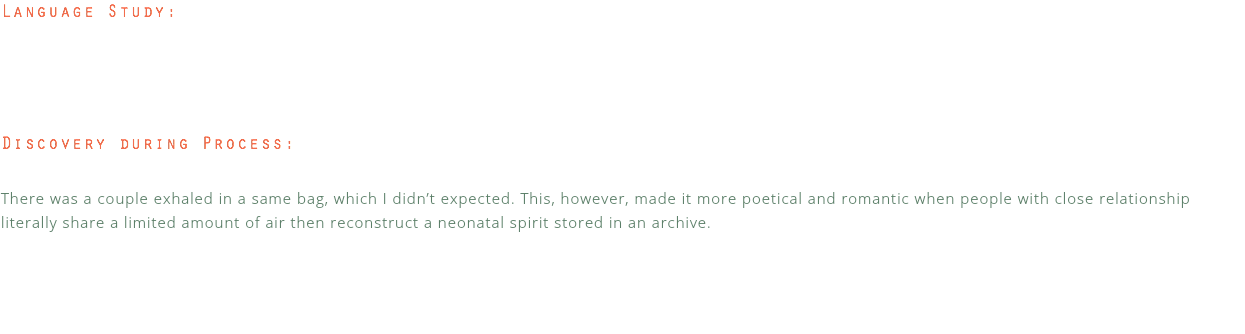 Language Study:
Discovery during Process:
There was a couple exhaled in a same bag, which I didn’t expected. This, however, made it more poetical and romantic when people with close relationship
literally share a limited amount of air then reconstruct a neonatal spirit stored in an archive.